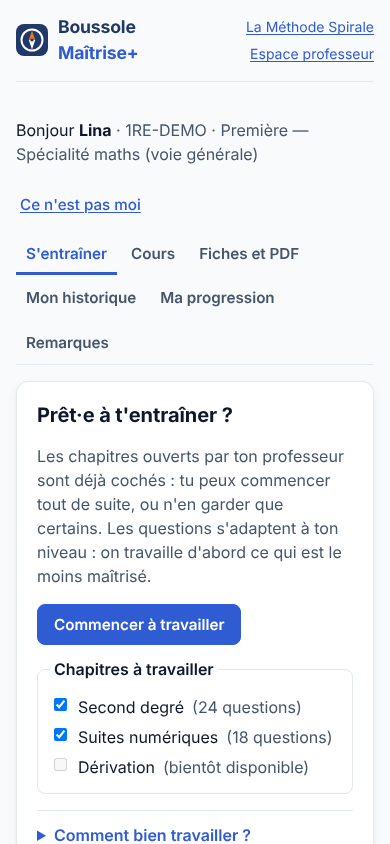 Boussole
Maîtrise+
La Méthode Spirale
Espace professeur
Bonjour Lina · 1RE-DEMO · Première —
Spécialité maths (voie générale)
Ce n'est pas moi
S'entraîner Cours Fiches et PDF
Mon historique Ma progression
Remarques
Prêt·e à t'entraîner ?
Les chapitres ouverts par ton professeur
sont déjà cochés : tu peux commencer
tout de suite, ou n'en garder que
certains. Les questions s'adaptent à ton
niveau : on travaille d'abord ce qui est le
moins maîtrisé.
Commencer à travailler
Chapitres à travailler
Second degré (24 questions)
Suites numériques (18 questions)
Dérivation (bientôt disponible)
Comment bien travailler ?